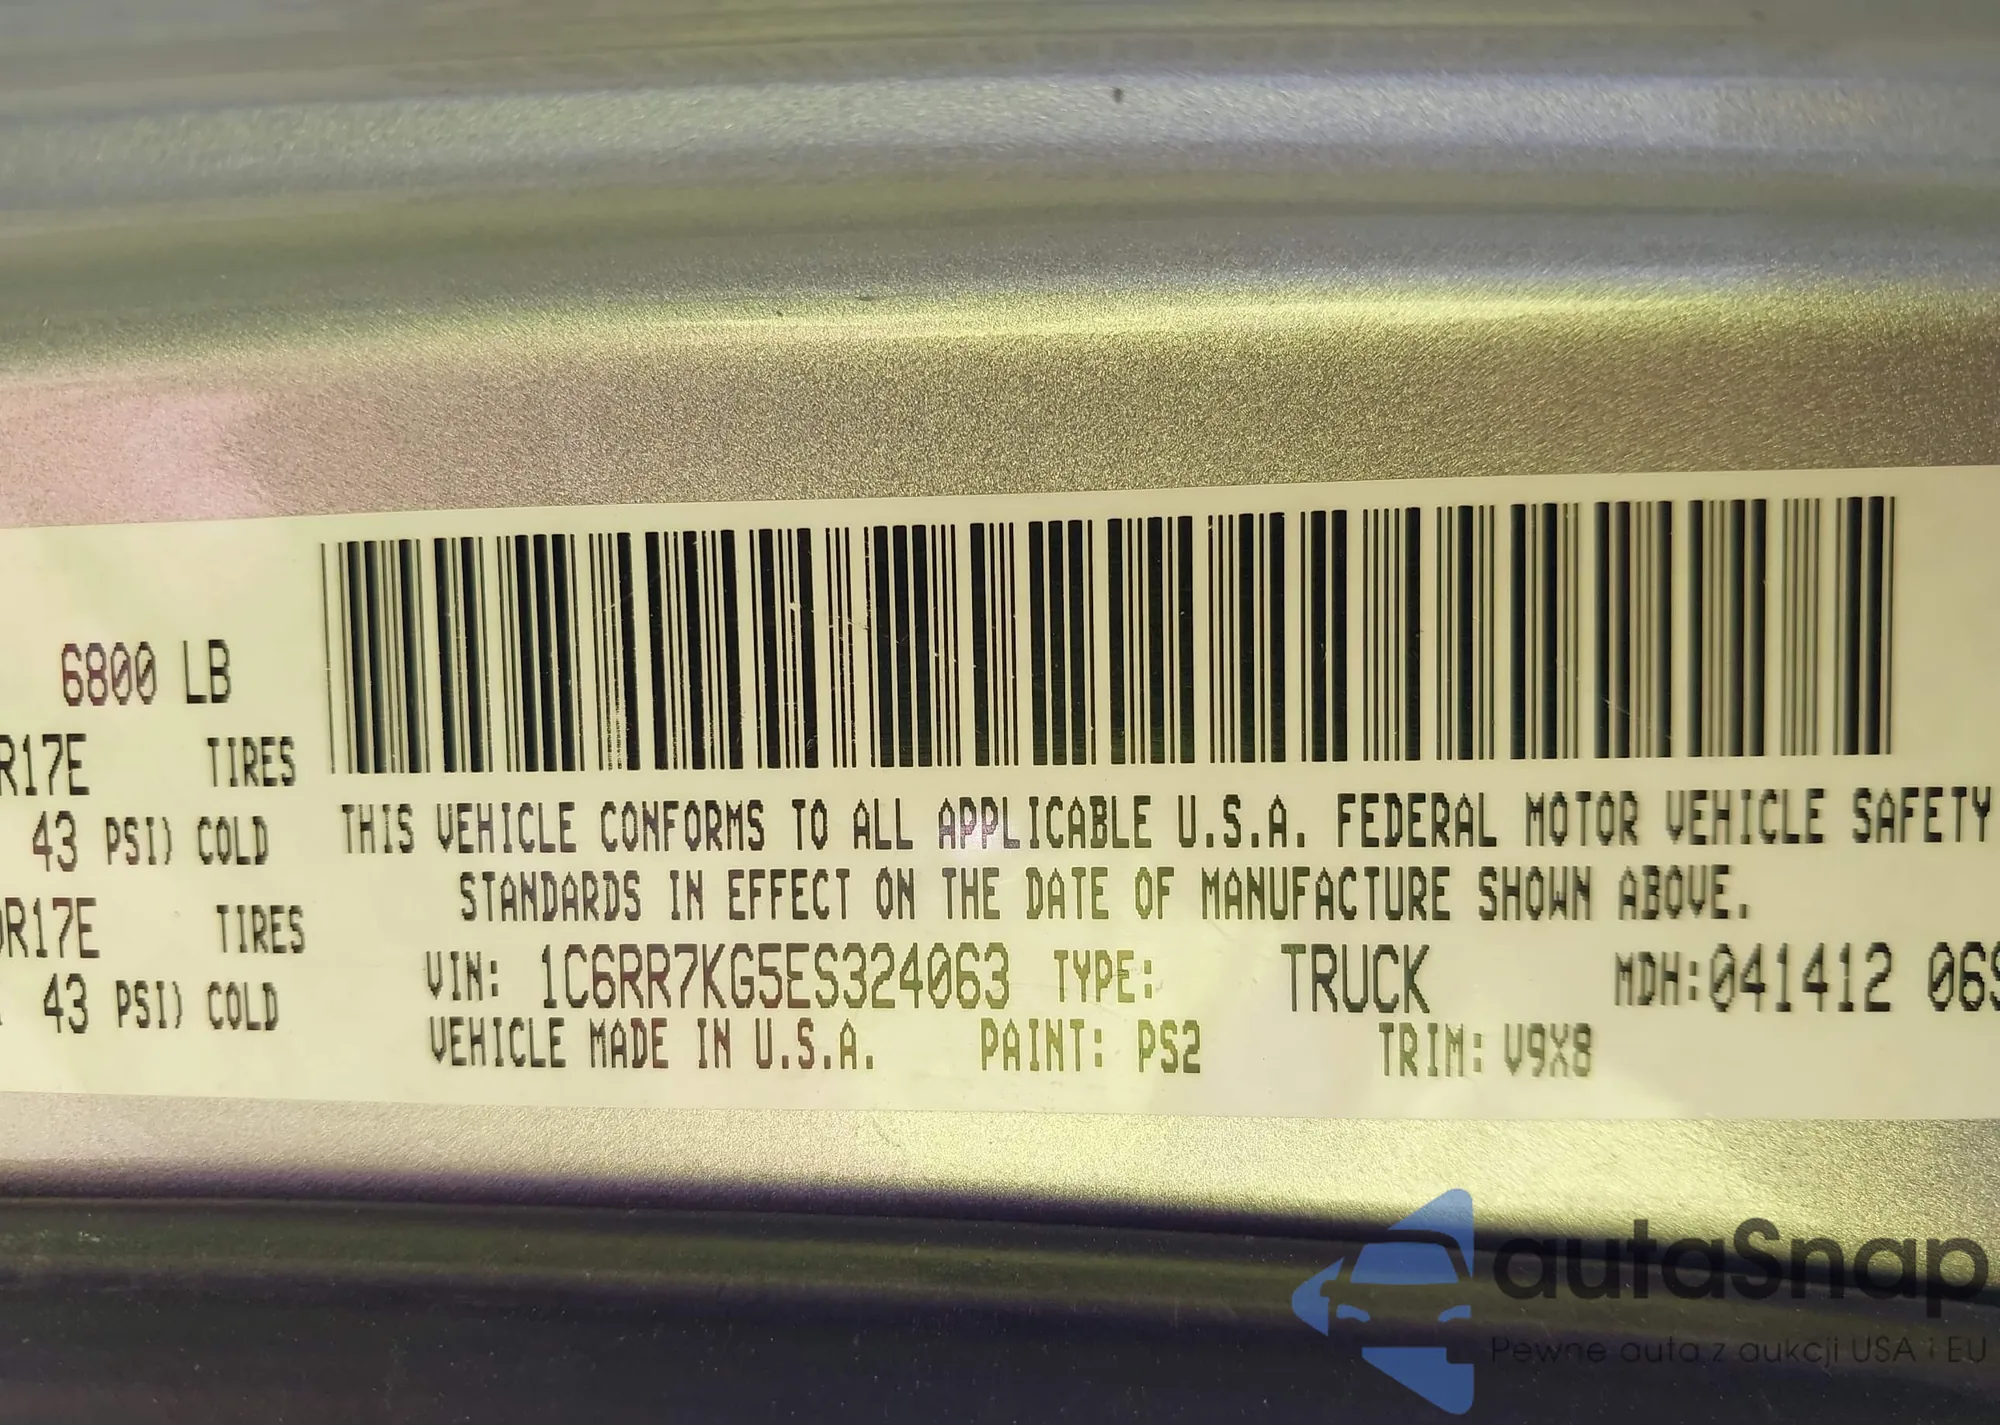 6800 LB
R17E TIRES
43 PSI) COLD
R17E TIRES
43 PSI) COLD
THIS VEHICLE CONFORMS TO ALL APPLICABLE U.S.A. FEDERAL MOTOR VEHICLE SAFETY
STANDARDS IN EFFECT ON THE DATE OF MANUFACTURE SHOWN ABOVE.
VIN: 1C6RR7KG5ES324063 TYPE: TRUCK MDH:041412 069
VEHICLE MADE IN U.S.A. PAINT: PS2 TRIM: V9X8
autaSnap
Pewne auta z aukcji USA i EU